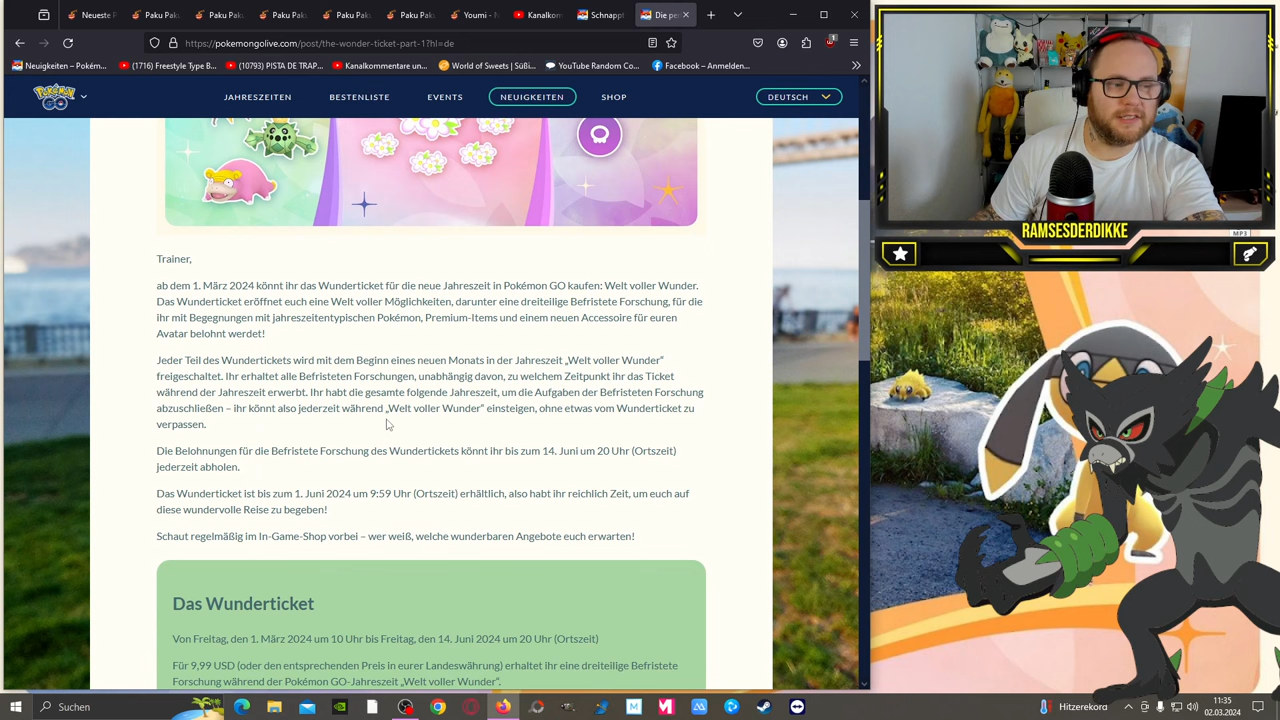 Neueste P
Paku P
Paku Pak
P
Youmi - N
Kanakom
Schnapp
Die per
https://pokemongolive.com/post/the-wonder-ticket-
?hl=de
Neuigkeiten – Pokém...
(1716) Freestyle Type B...
(10793) PISTA DE TRA...
World of Sweets | Süßi...
YouTube Random Co...
Facebook – Anmelden...
POKÉMON GO
JAHRESZEITEN
BESTENLISTE
EVENTS
NEUIGKEITEN
SHOP
DEUTSCH
Trainer,
ab dem 1. März 2024 könnt ihr das Wunderticket für die neue Jahreszeit in Pokémon GO kaufen: Welt voller Wunder.
Das Wunderticket eröffnet euch eine Welt voller Möglichkeiten, darunter eine dreiteilige Befristete Forschung, für die
ihr mit Begegnungen mit jahreszeitentypischen Pokémon, Premium-Items und einem neuen Accessoire für euren
Avatar belohnt werdet!
Jeder Teil des Wundertickets wird mit dem Beginn eines neuen Monats in der Jahreszeit „Welt voller Wunder“
freigeschaltet. Ihr erhaltet alle Befristeten Forschungen, unabhängig davon, zu welchem Zeitpunkt ihr das Ticket
während der Jahreszeit erwerbt. Ihr habt die gesamte folgende Jahreszeit, um die Aufgaben der Befristeten Forschung
abzuschließen – ihr könnt also jederzeit während „Welt voller Wunder“ einsteigen, ohne etwas vom Wunderticket zu
verpassen.
Die Belohnungen für die Befristete Forschung des Wundertickets könnt ihr bis zum 14. Juni um 20 Uhr (Ortszeit)
jederzeit abholen.
Das Wunderticket ist bis zum 1. Juni 2024 um 9:59 Uhr (Ortszeit) erhältlich, also habt ihr reichlich Zeit, um euch auf
diese wundervolle Reise zu begeben!
Schaut regelmäßig im In-Game-Shop vorbei – wer weiß, welche wunderbaren Angebote euch erwarten!
Das Wunderticket
Von Freitag, den 1. März 2024 um 10 Uhr bis Freitag, den 14. Juni 2024 um 20 Uhr (Ortszeit)
Für 9,99 USD (oder den entsprechenden Preis in eurer Landeswährung) erhaltet ihr eine dreiteilige Befristete
Forschung während der Pokémon GO-Jahreszeit „Welt voller Wunder“.
RAMSESDERDIKKE
MP3
Suchen
Hitzerekord
11:35
02.03.2024